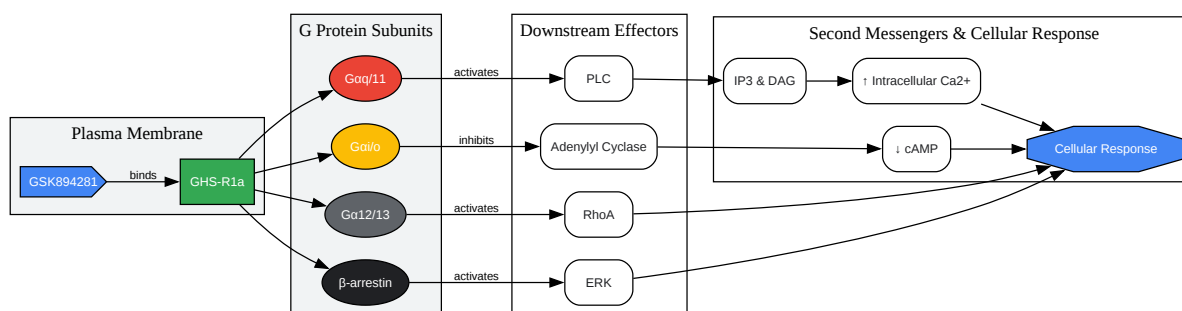 Plasma Membrane
GSK894281
binds
GHS-R1a
G Protein Subunits
Gαq/11
Gαi/o
Gα12/13
β-arrestin
activates
inhibits
activates
activates
Downstream Effectors
PLC
Adenylyl Cyclase
RhoA
ERK
Second Messengers & Cellular Response
IP3 & DAG
↑ Intracellular Ca2+
↓ cAMP
Cellular Response